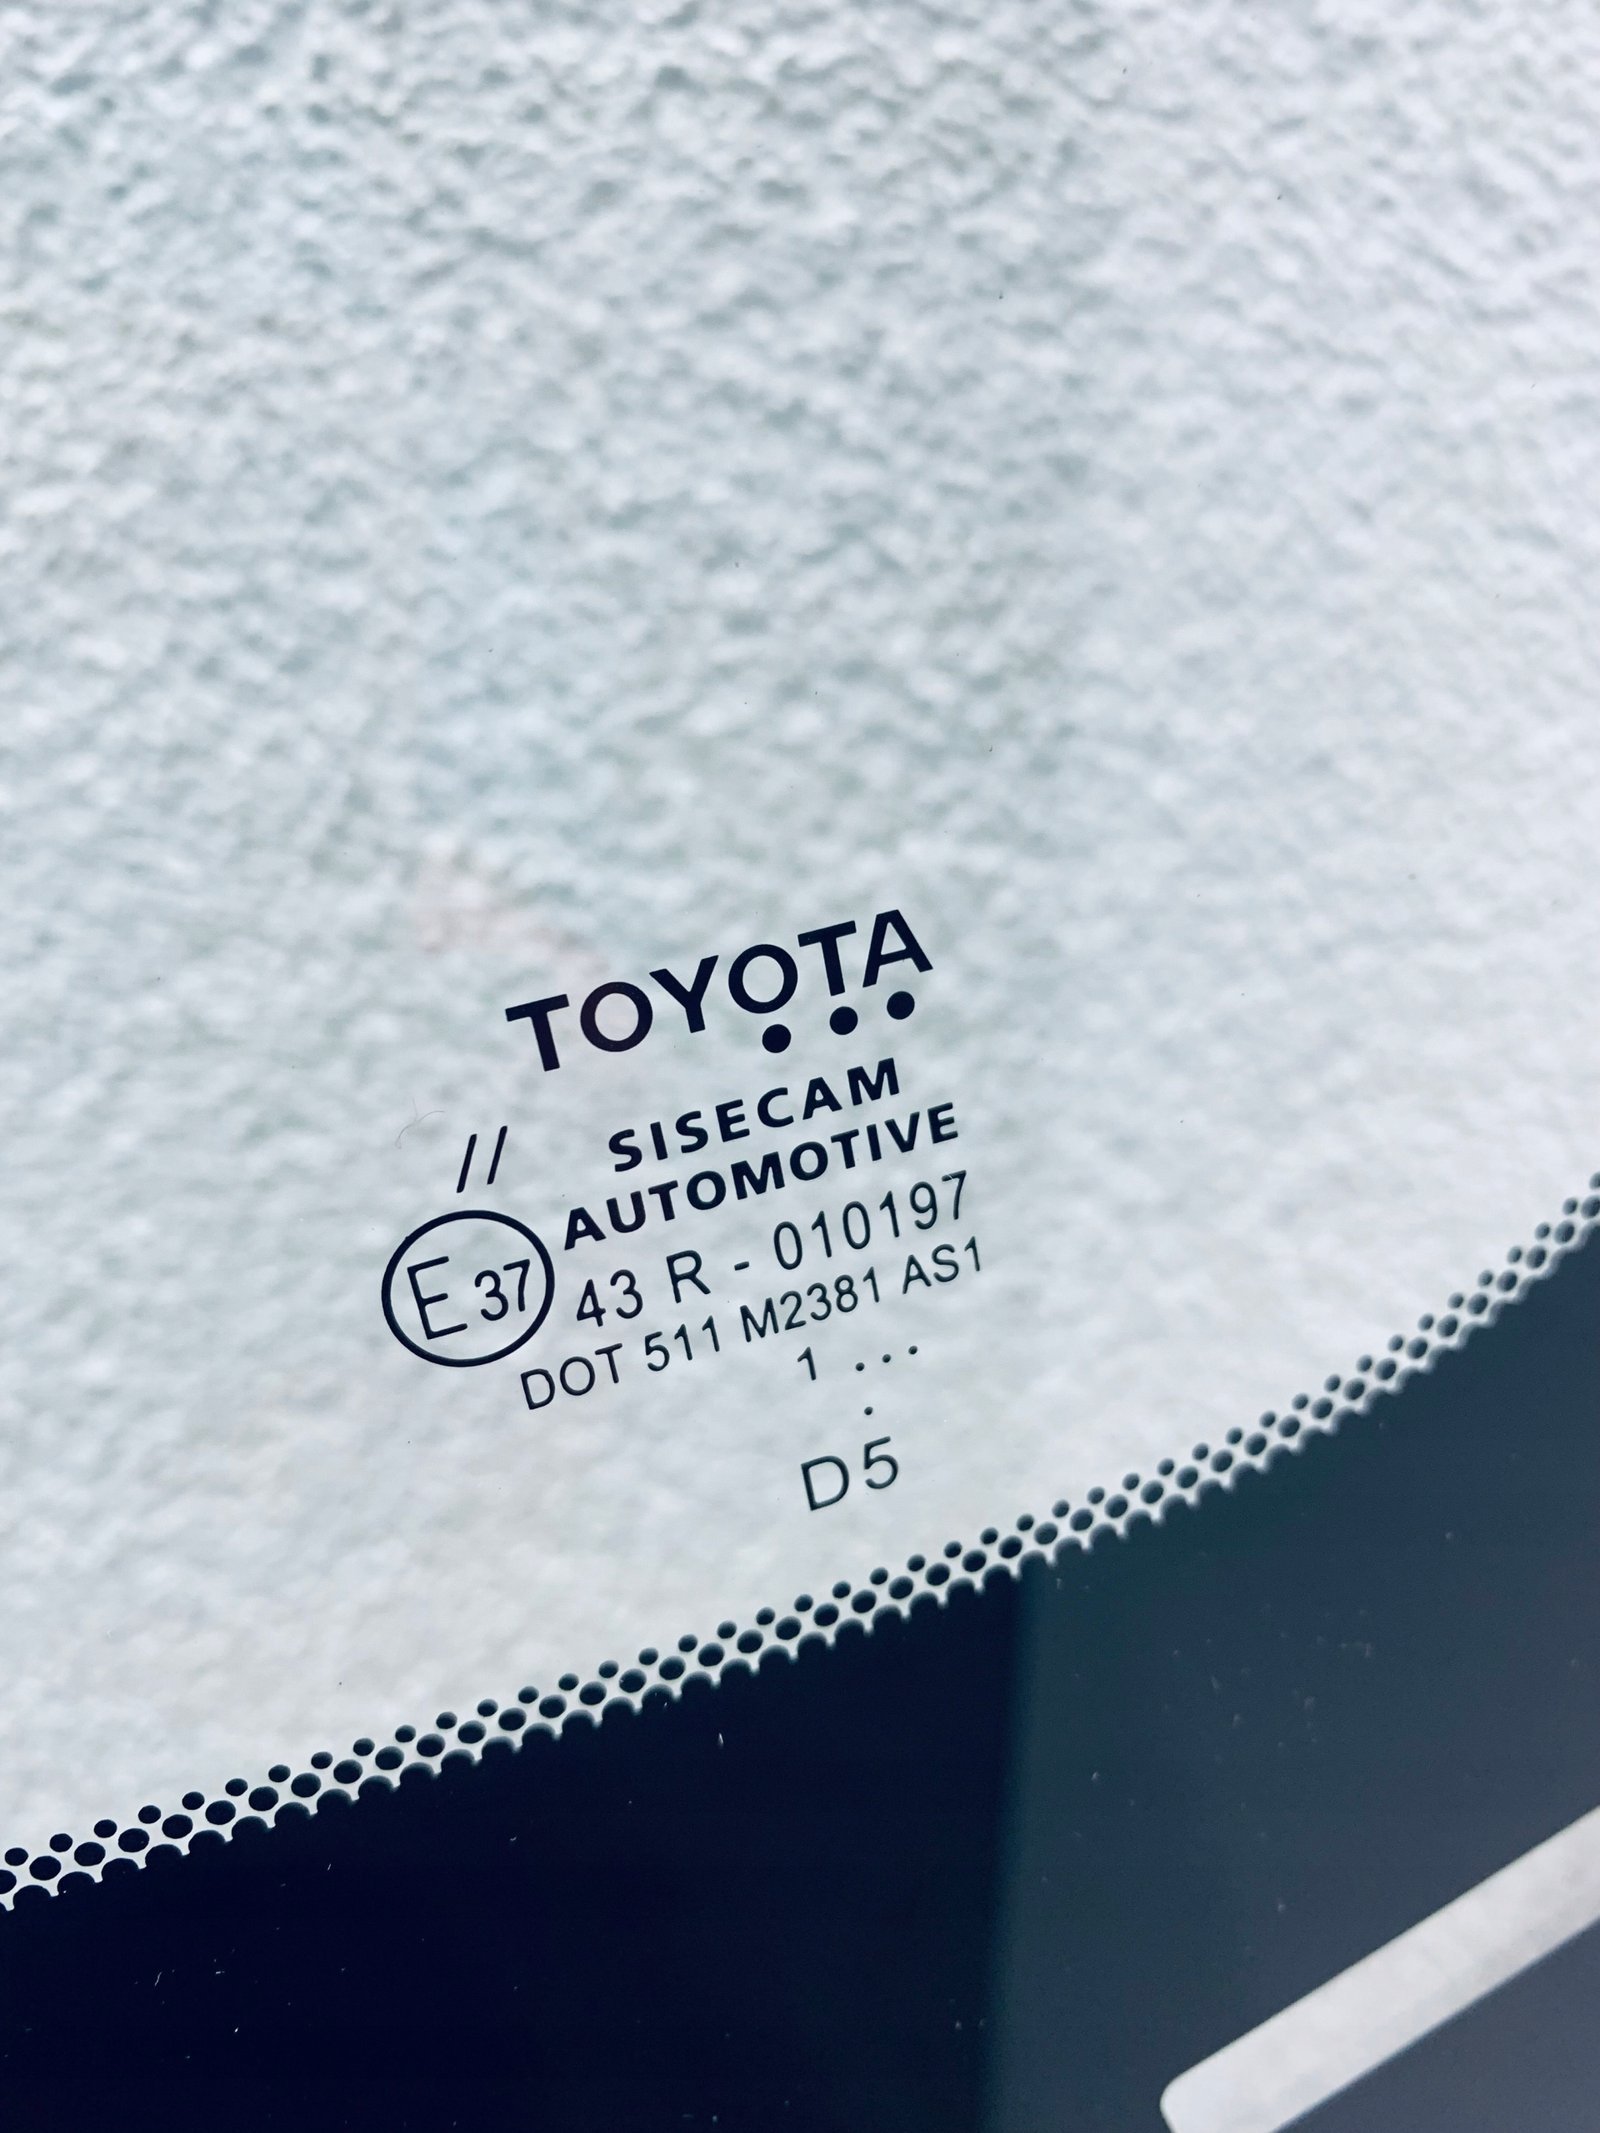 TOYOTA
• • •
// SISECAM
AUTOMOTIVE
E 37 43 R - 010197
DOT 511 M2381 AS1
1 . . .
.
D5